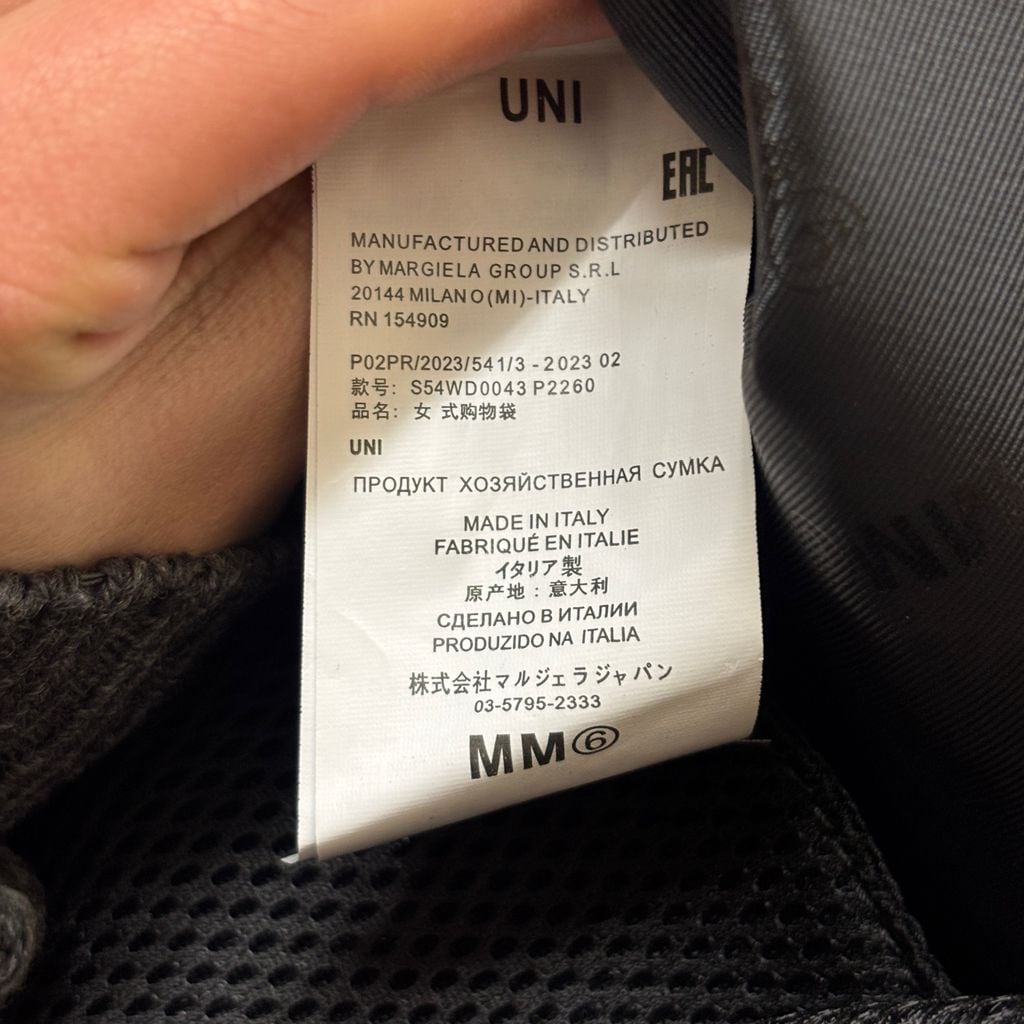 UNI
EAC
MANUFACTURED AND DISTRIBUTED
BY MARGIELA GROUP S.R.L
20144 MILANO (MI)-ITALY
RN 154909
P02PR/2023/541/3 - 2023 02
款号: S54WD0043 P2260
品名: 女 式购物袋
UNI
ПРОДУКТ ХОЗЯЙСТВЕННАЯ СУМКА
MADE IN ITALY
FABRIQUÉ EN ITALIE
イタリア製
原产地：意大利
СДЕЛАНО В ИТАЛИИ
PRODUZIDO NA ITALIA
株式会社マルジェラジャパン
03-5795-2333
MM⑥